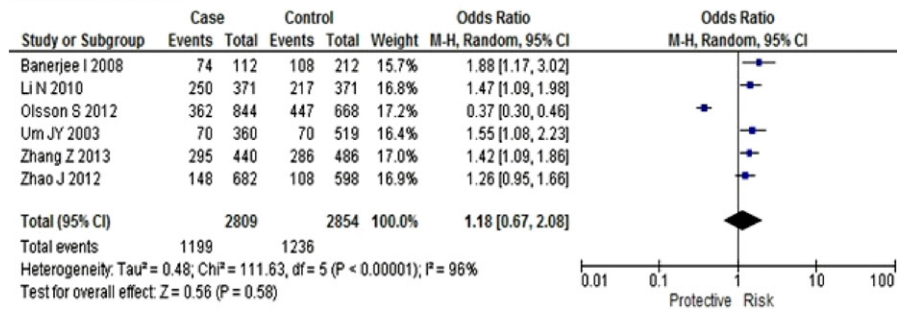 Case Control Odds Ratio Odds Ratio
Study or Subgroup Events Total Events Total Weight M-H, Random, 95% CI M-H, Random, 95% CI
Banerjee I 2008 74 112 108 212 15.7% 1.88 [1.17, 3.02]
Li N 2010 250 371 217 371 16.8% 1.47 [1.09, 1.98]
Olsson S 2012 362 844 447 668 17.2% 0.37 [0.30, 0.46]
Um JY 2003 70 360 70 519 16.4% 1.55 [1.08, 2.23]
Zhang Z 2013 295 440 286 486 17.0% 1.42 [1.09, 1.86]
Zhao J 2012 148 682 108 598 16.9% 1.26 [0.95, 1.66]
Total (95% CI) 2809 2854 100.0% 1.18 [0.67, 2.08]
Total events 1199 1236
Heterogeneity: Tau² = 0.48; Chi² = 111.63, df = 5 (P < 0.00001); I² = 96%
Test for overall effect: Z = 0.56 (P = 0.58)
0.01 0.1 1 10 100
Protective Risk